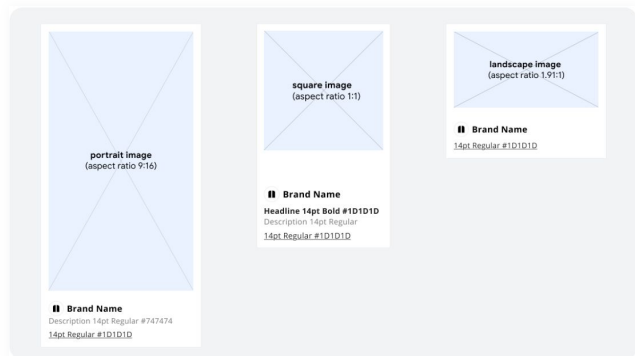 portrait image
(aspect ratio 9:16)
Brand Name
Description 14pt Regular #747474
14pt Regular #1D1D1D
square image
(aspect ratio 1:1)
Brand Name
Headline 14pt Bold #1D1D1D
Description 14pt Regular
14pt Regular #1D1D1D
landscape image
(aspect ratio 1.91:1)
Brand Name
14pt Regular #1D1D1D